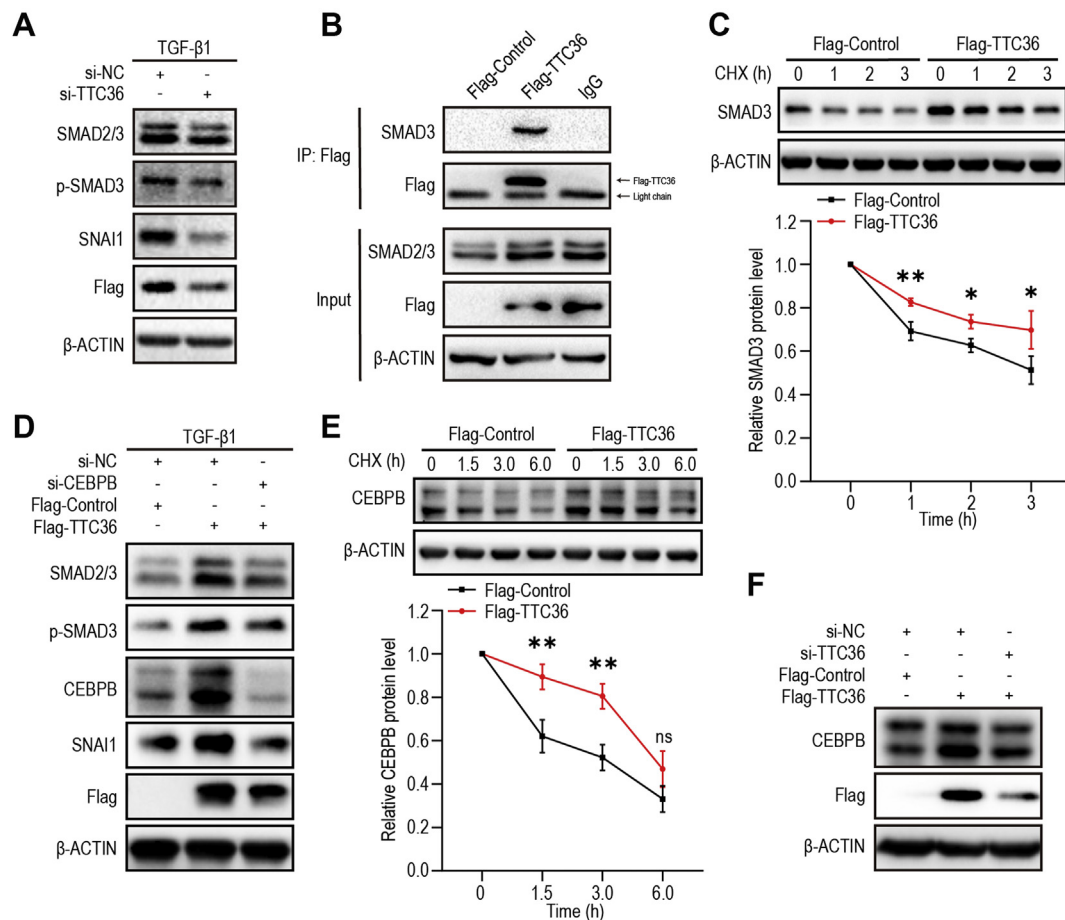 A
TGF-β1
si-NC + -
si-TTC36 - +
SMAD2/3
p-SMAD3
SNAI1
Flag
β-ACTIN
B
Flag-Control
Flag-TTC36
IgG
IP: Flag
SMAD3
Flag
Flag-TTC36
Light chain
Input
SMAD2/3
Flag
β-ACTIN
C
Flag-Control Flag-TTC36
CHX (h) 0 1 2 3 0 1 2 3
SMAD3
β-ACTIN
Flag-Control
Flag-TTC36
Relative SMAD3 protein level
1.2
1.0
0.8
0.6
0.4
0.2
0.0
** * *
0 1 2 3
Time (h)
D
TGF-β1
si-NC + + -
si-CEBPB - - +
Flag-Control + - -
Flag-TTC36 - + +
SMAD2/3
p-SMAD3
CEBPB
SNAI1
Flag
β-ACTIN
E
Flag-Control Flag-TTC36
CHX (h) 0 1.5 3.0 6.0 0 1.5 3.0 6.0
CEBPB
β-ACTIN
Flag-Control
Flag-TTC36
Relative CEBPB protein level
1.2
1.0
0.8
0.6
0.4
0.2
0.0
** ** ns
0 1.5 3.0 6.0
Time (h)
F
si-NC + + -
si-TTC36 - - +
Flag-Control + - -
Flag-TTC36 - + +
CEBPB
Flag
β-ACTIN